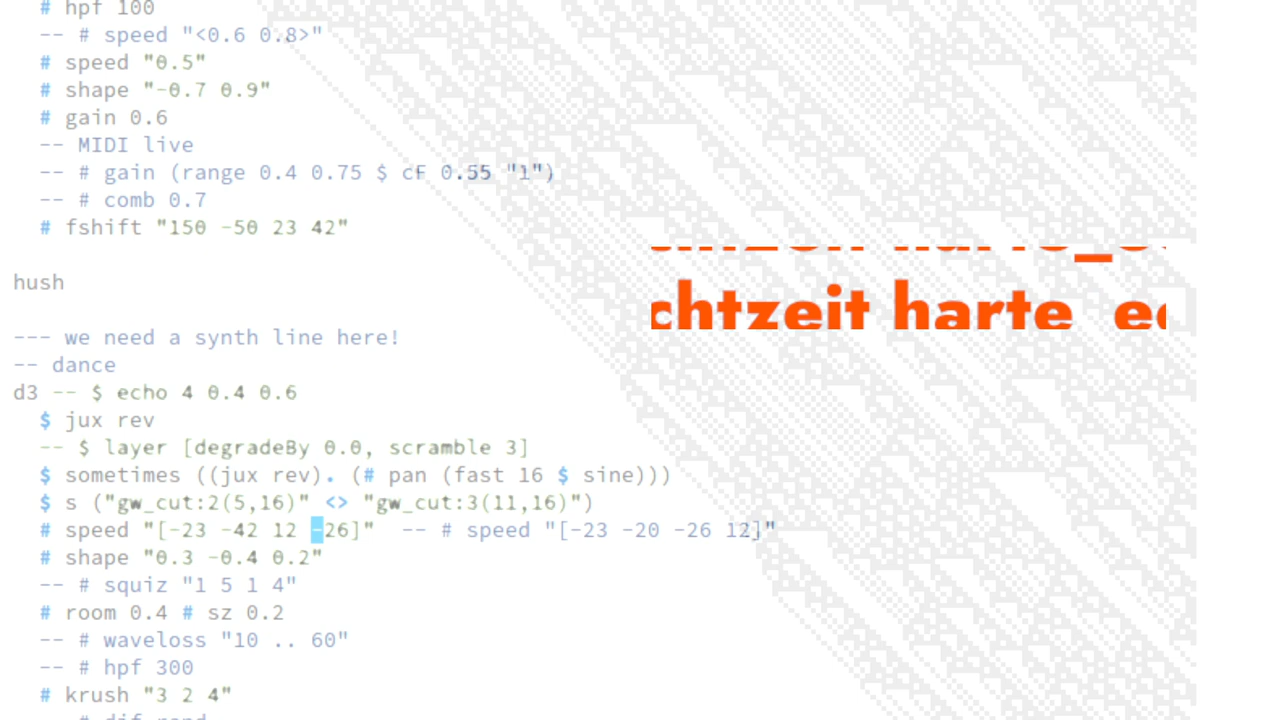 # hpf 100
-- # speed "<0.6 0.8>"
# speed "0.5"
# shape "-0.7 0.9"
# gain 0.6
-- MIDI live
-- # gain (range 0.4 0.75 $ cF 0.55 "1")
-- # comb 0.7
# fshift "150 -50 23 42"
chtzeit harte_ec
hush
--- we need a synth line here!
-- dance
d3 -- $ echo 4 0.4 0.6
$ jux rev
-- $ layer [degradeBy 0.0, scramble 3]
$ sometimes ((jux rev). (# pan (fast 16 $ sine)))
$ s ("gw_cut:2(5,16)" <> "gw_cut:3(11,16)")
# speed "[-23 -42 12 -26]"  -- # speed "[-23 -20 -26 12]"
# shape "0.3 -0.4 0.2"
-- # squiz "1 5 1 4"
# room 0.4 # sz 0.2
-- # waveloss "10 .. 60"
-- # hpf 300
# krush "3 2 4"